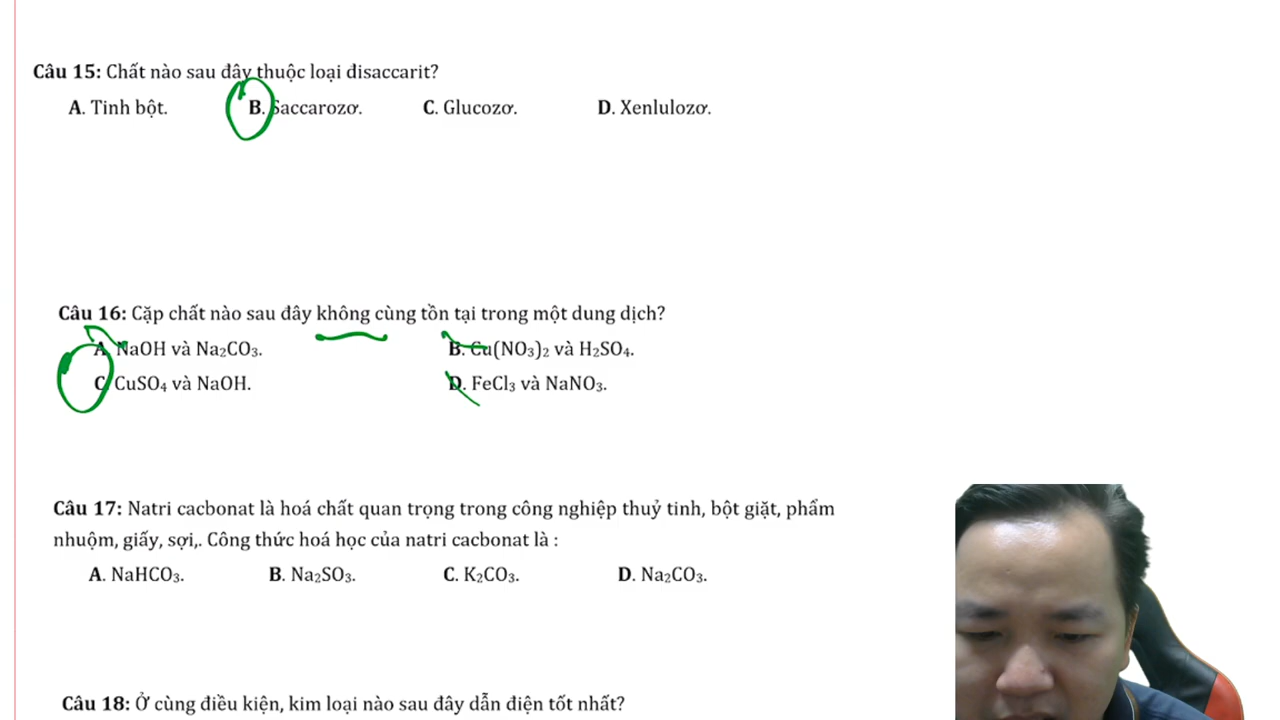 Câu 15: Chất nào sau đây thuộc loại đisaccarit?
A. Tinh bột. B. Saccarozơ. C. Glucozơ. D. Xenlulozơ.
Câu 16: Cặp chất nào sau đây không cùng tồn tại trong một dung dịch?
A. NaOH và Na₂CO₃. B. Cu(NO₃)₂ và H₂SO₄.
C. CuSO₄ và NaOH. D. FeCl₃ và NaNO₃.
Câu 17: Natri cacbonat là hoá chất quan trọng trong công nghiệp thuỷ tinh, bột giặt, phẩm
nhuộm, giấy, sợi,. Công thức hoá học của natri cacbonat là :
A. NaHCO₃. B. Na₂SO₃. C. K₂CO₃. D. Na₂CO₃.
Câu 18: Ở cùng điều kiện, kim loại nào sau đây dẫn điện tốt nhất?